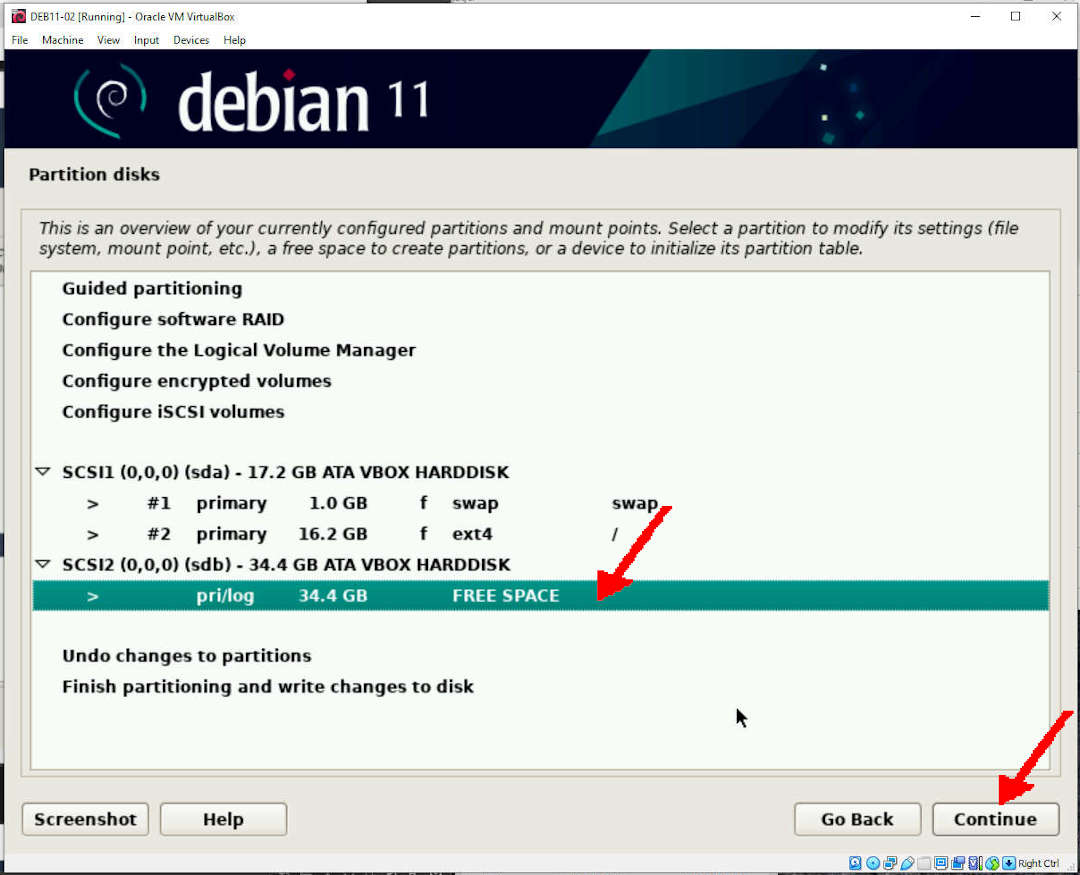 DEB11-02 [Running] - Oracle VM VirtualBox
File Machine View Input Devices Help
debian 11
Partition disks
This is an overview of your currently configured partitions and mount points. Select a partition to modify its settings (file
system, mount point, etc.), a free space to create partitions, or a device to initialize its partition table.
Guided partitioning
Configure software RAID
Configure the Logical Volume Manager
Configure encrypted volumes
Configure iSCSI volumes
SCSI1 (0,0,0) (sda) - 17.2 GB ATA VBOX HARDDISK
> #1 primary 1.0 GB f swap swap
> #2 primary 16.2 GB f ext4 /
SCSI2 (0,0,0) (sdb) - 34.4 GB ATA VBOX HARDDISK
> pri/log 34.4 GB FREE SPACE
Undo changes to partitions
Finish partitioning and write changes to disk
Screenshot Help Go Back Continue
Right Ctrl